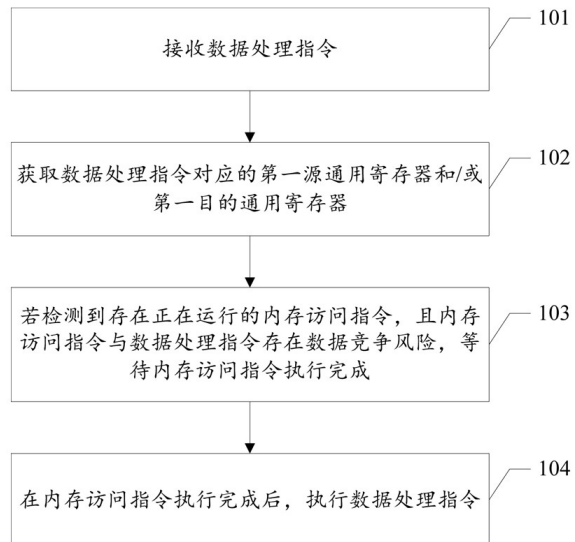 接收数据处理指令
101
获取数据处理指令对应的第一源通用寄存器和/或
第一目的通用寄存器
102
若检测到存在正在运行的内存访问指令，且内存
访问指令与数据处理指令存在数据竞争风险，等
待内存访问指令执行完成
103
在内存访问指令执行完成后，执行数据处理指令
104